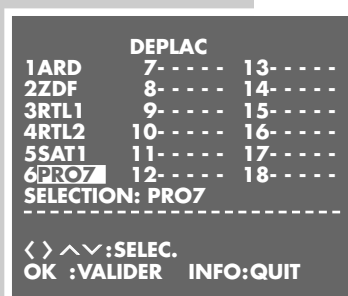 DEPLAC
1ARD 7- - - - - 13- - - - -
2ZDF 8- - - - - 14- - - - -
3RTL1 9- - - - - 15- - - - -
4RTL2 10- - - - - 16- - - - -
5SAT1 11- - - - - 17- - - - -
6PRO7 12- - - - - 18- - - - -
SELECTION: PRO7
< > ∧∨:SELEC.
OK :VALIDER INFO:QUIT